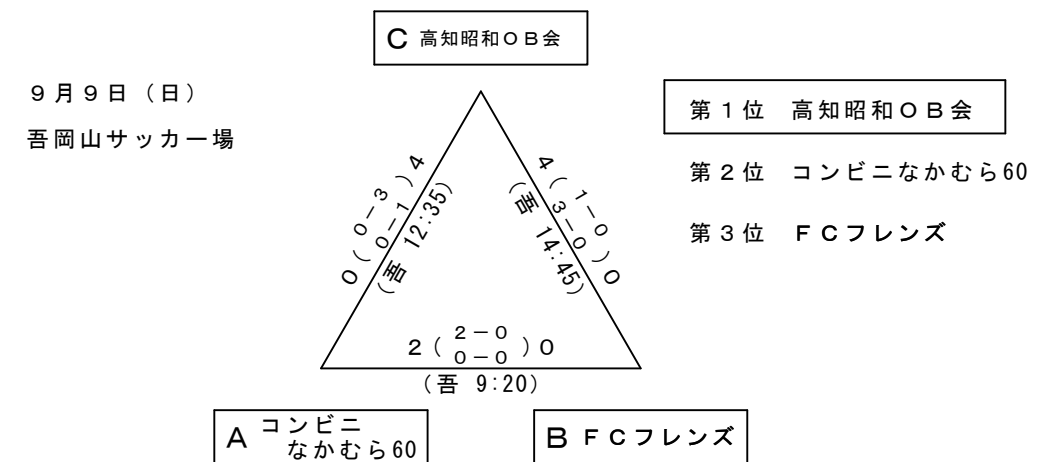 C 高知昭和ＯＢ会
９月９日（日）
吾岡山サッカー場
第１位　高知昭和ＯＢ会
第２位　コンビニなかむら60
第３位　ＦＣフレンズ
0（0－3 ）4
0－1
（吾 12:35）
4（1－0 ）0
3－0
（吾 14:45）
2（2－0 ）0
0－0
（吾 9:20）
A コンビニ
なかむら60
B ＦＣフレンズ